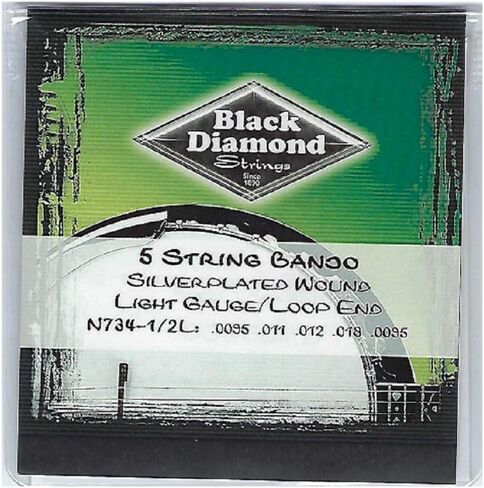 Black
Diamond
Strings
Since
1890
5 String Banjo
Silverplated Wound
Light Gauge/Loop End
N734-1/2L: .0095 .011 .012 .018 .0095